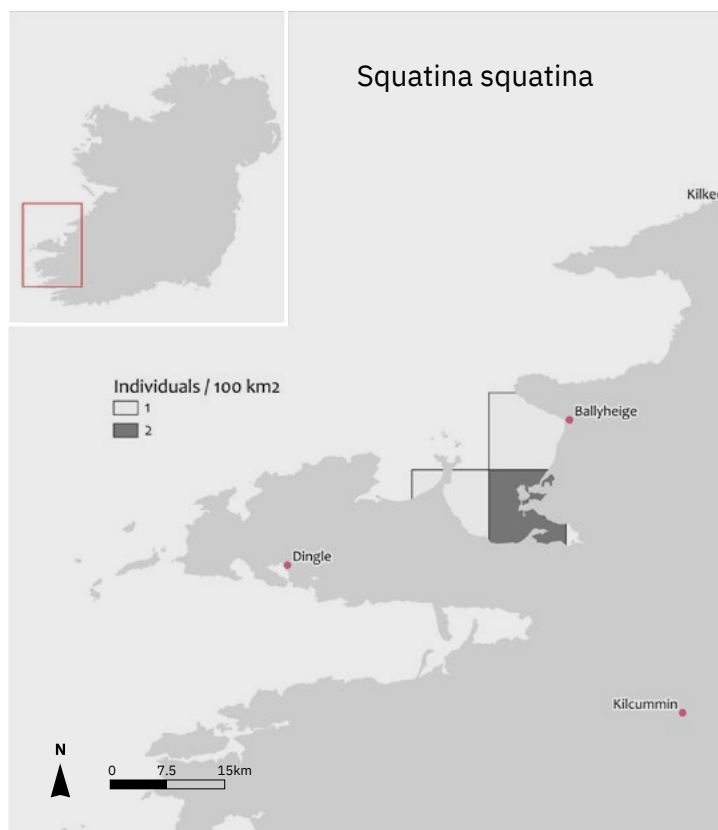 Squatina squatina
Individuals / 100 km2
1
2
Ballyheige
Dingle
Kilcummin
N
0 7.5 15km